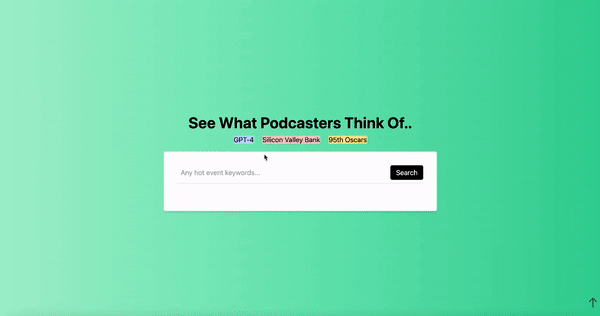 See What Podcasters Think Of..
GPT-4 Silicon Valley Bank 95th Oscars
Any hot event keywords... Search